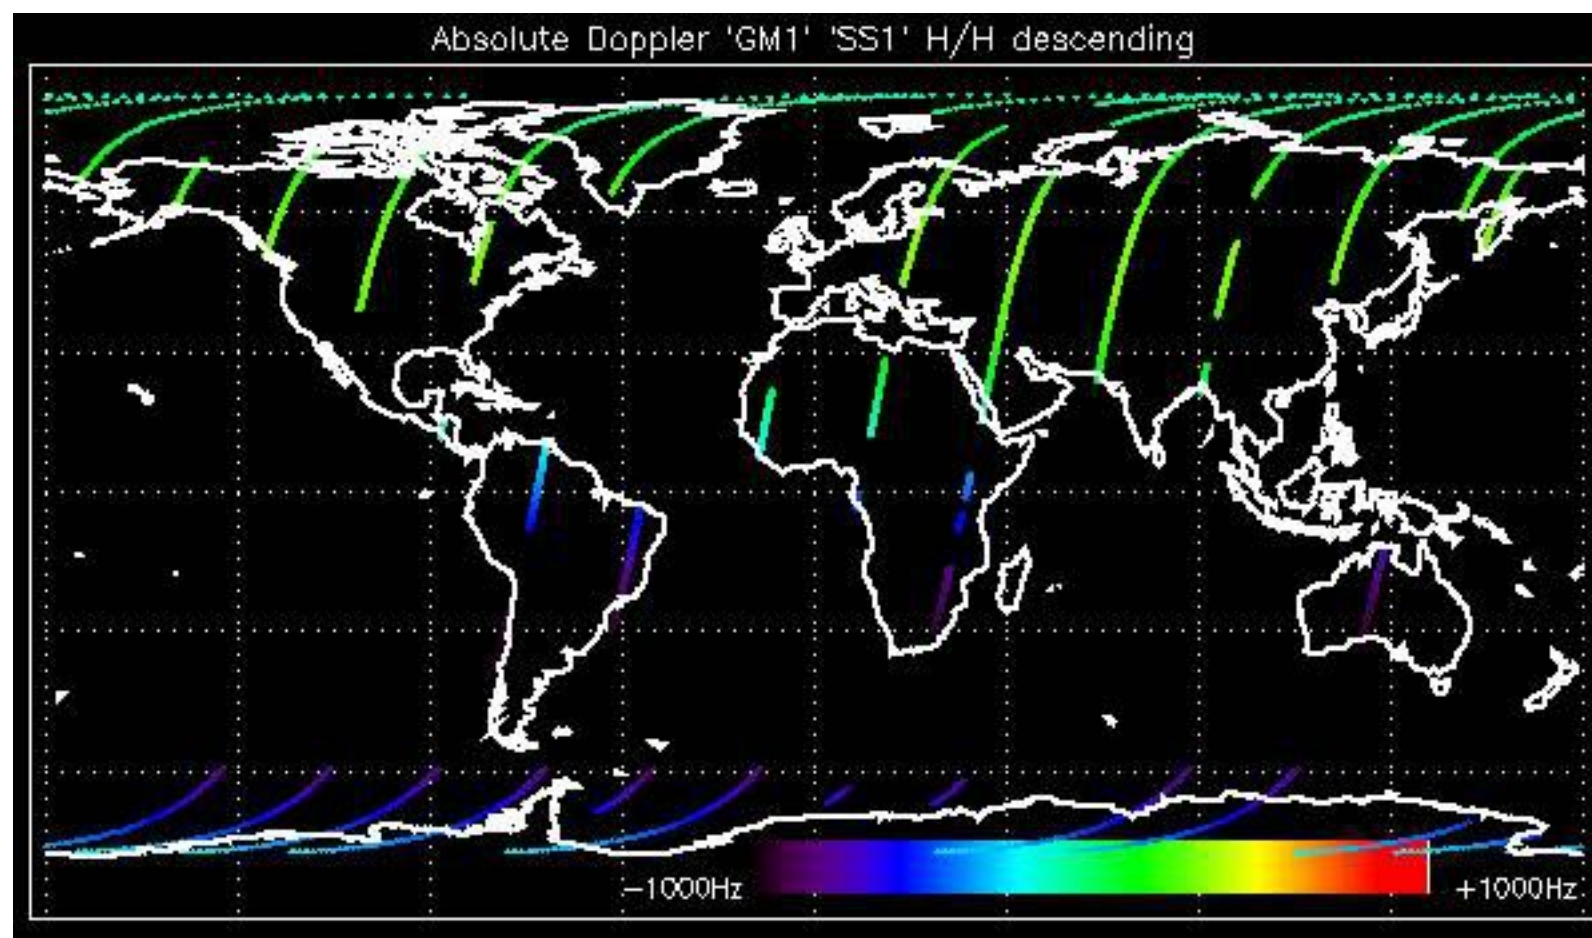 Absolute Doppler 'GM1' 'SS1' H/H descending
-1000Hz +1000Hz